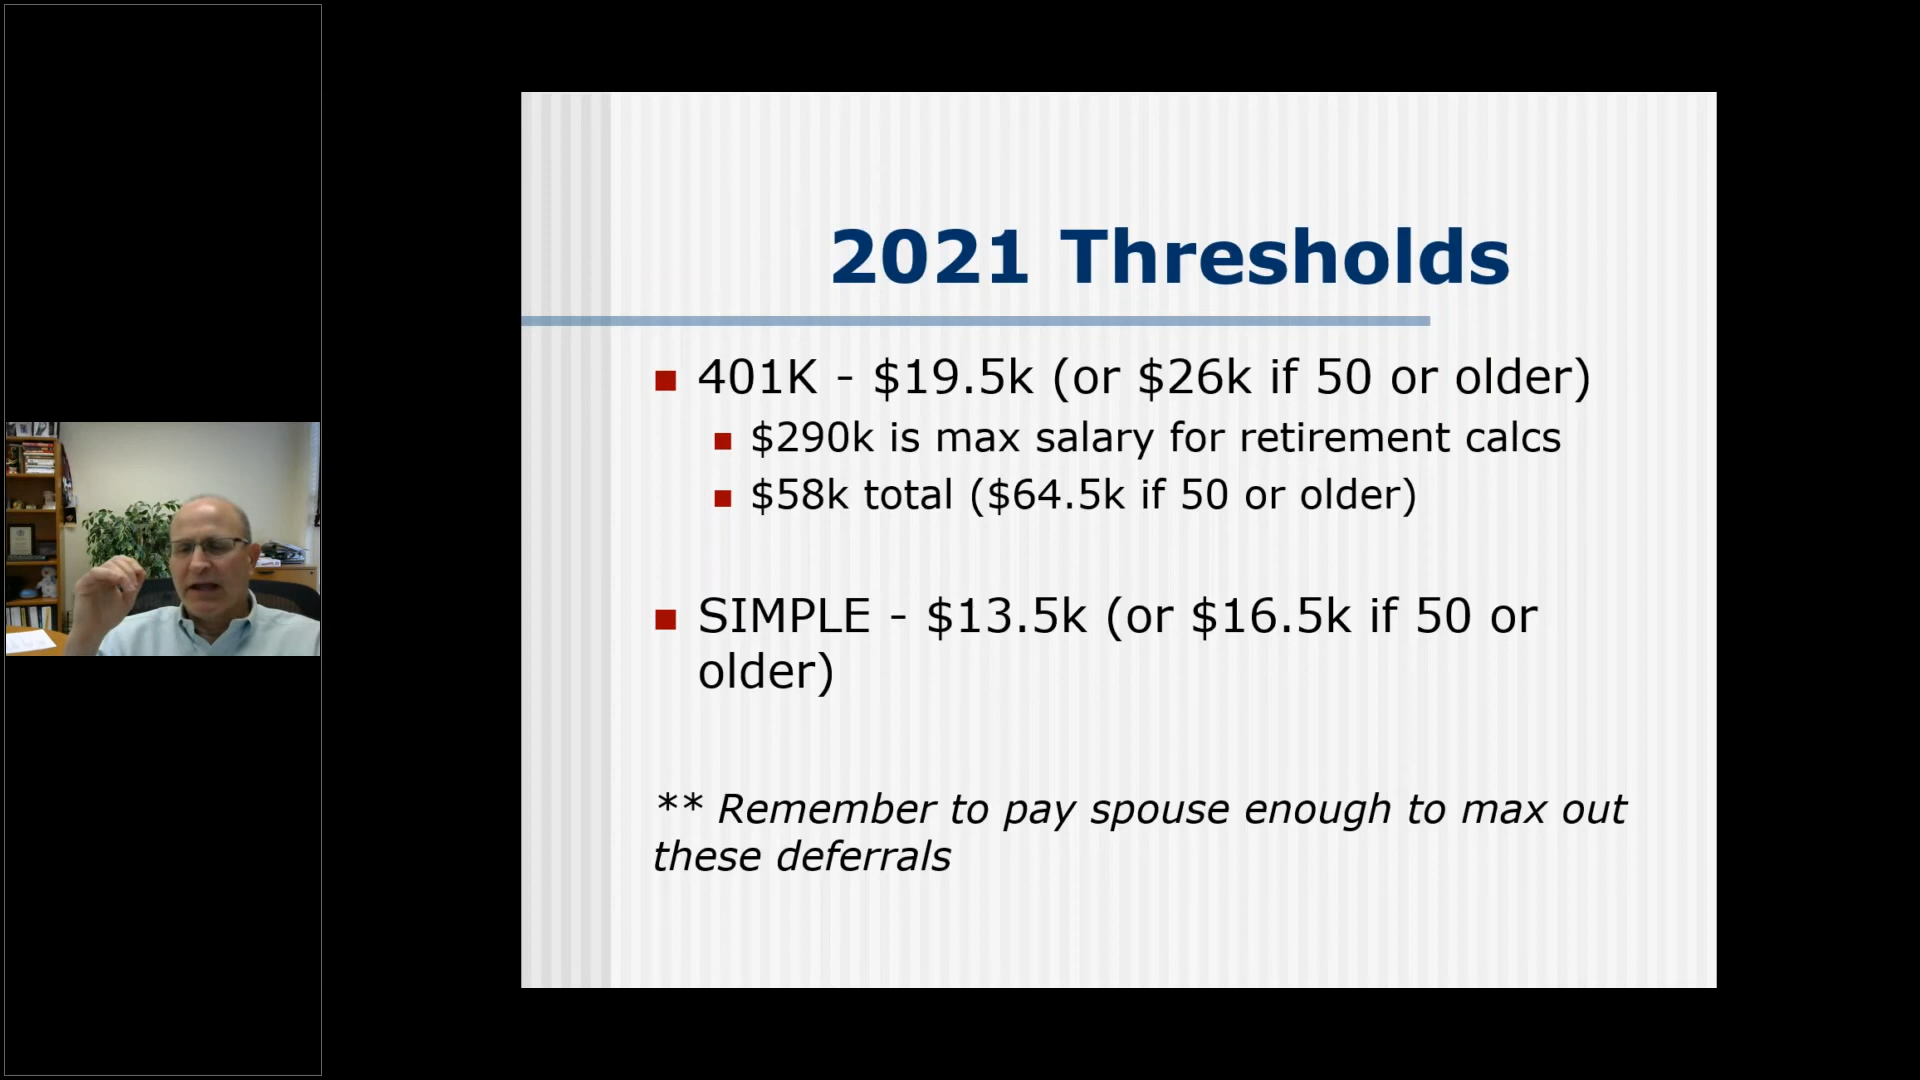 2021 Thresholds
401K - $19.5k (or $26k if 50 or older)
$290k is max salary for retirement calcs
$58k total ($64.5k if 50 or older)
SIMPLE - $13.5k (or $16.5k if 50 or
older)
** Remember to pay spouse enough to max out
these deferrals